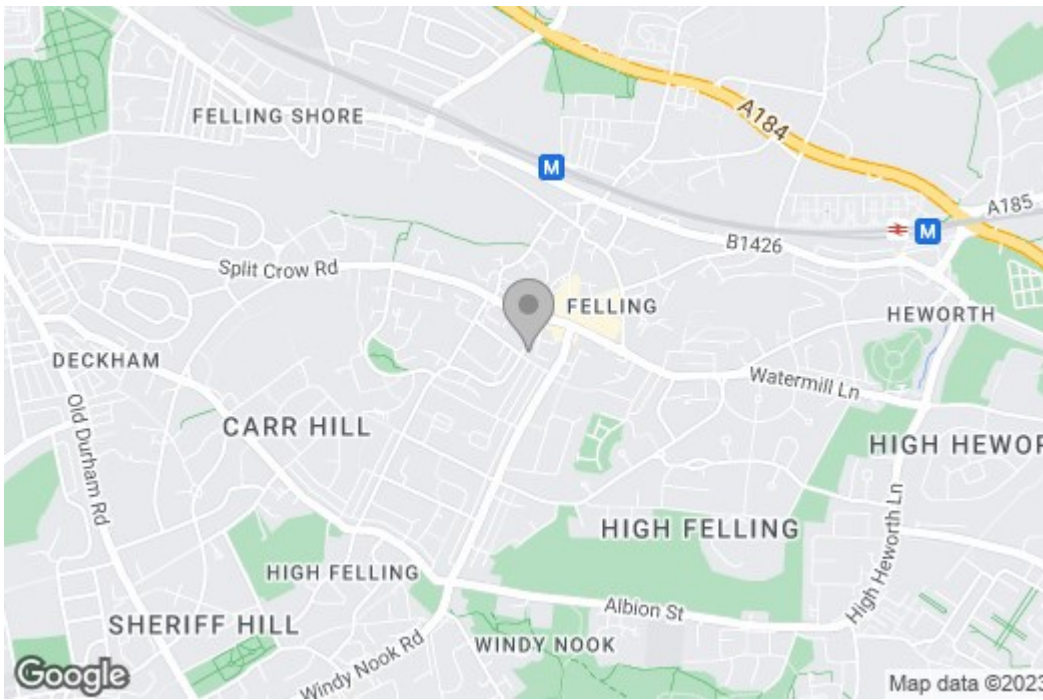 FELLING SHORE
A184
M
A185
M
B1426
Split Crow Rd
FELLING
HEWORTH
DECKHAM
Watermill Ln
Old Durham Rd
CARR HILL
HIGH HEWOR
HIGH FELLING
HIGH FELLING
High Heworth Ln
Albion St
SHERIFF HILL
WINDY NOOK
Windy Nook Rd
Google
Map data ©2023